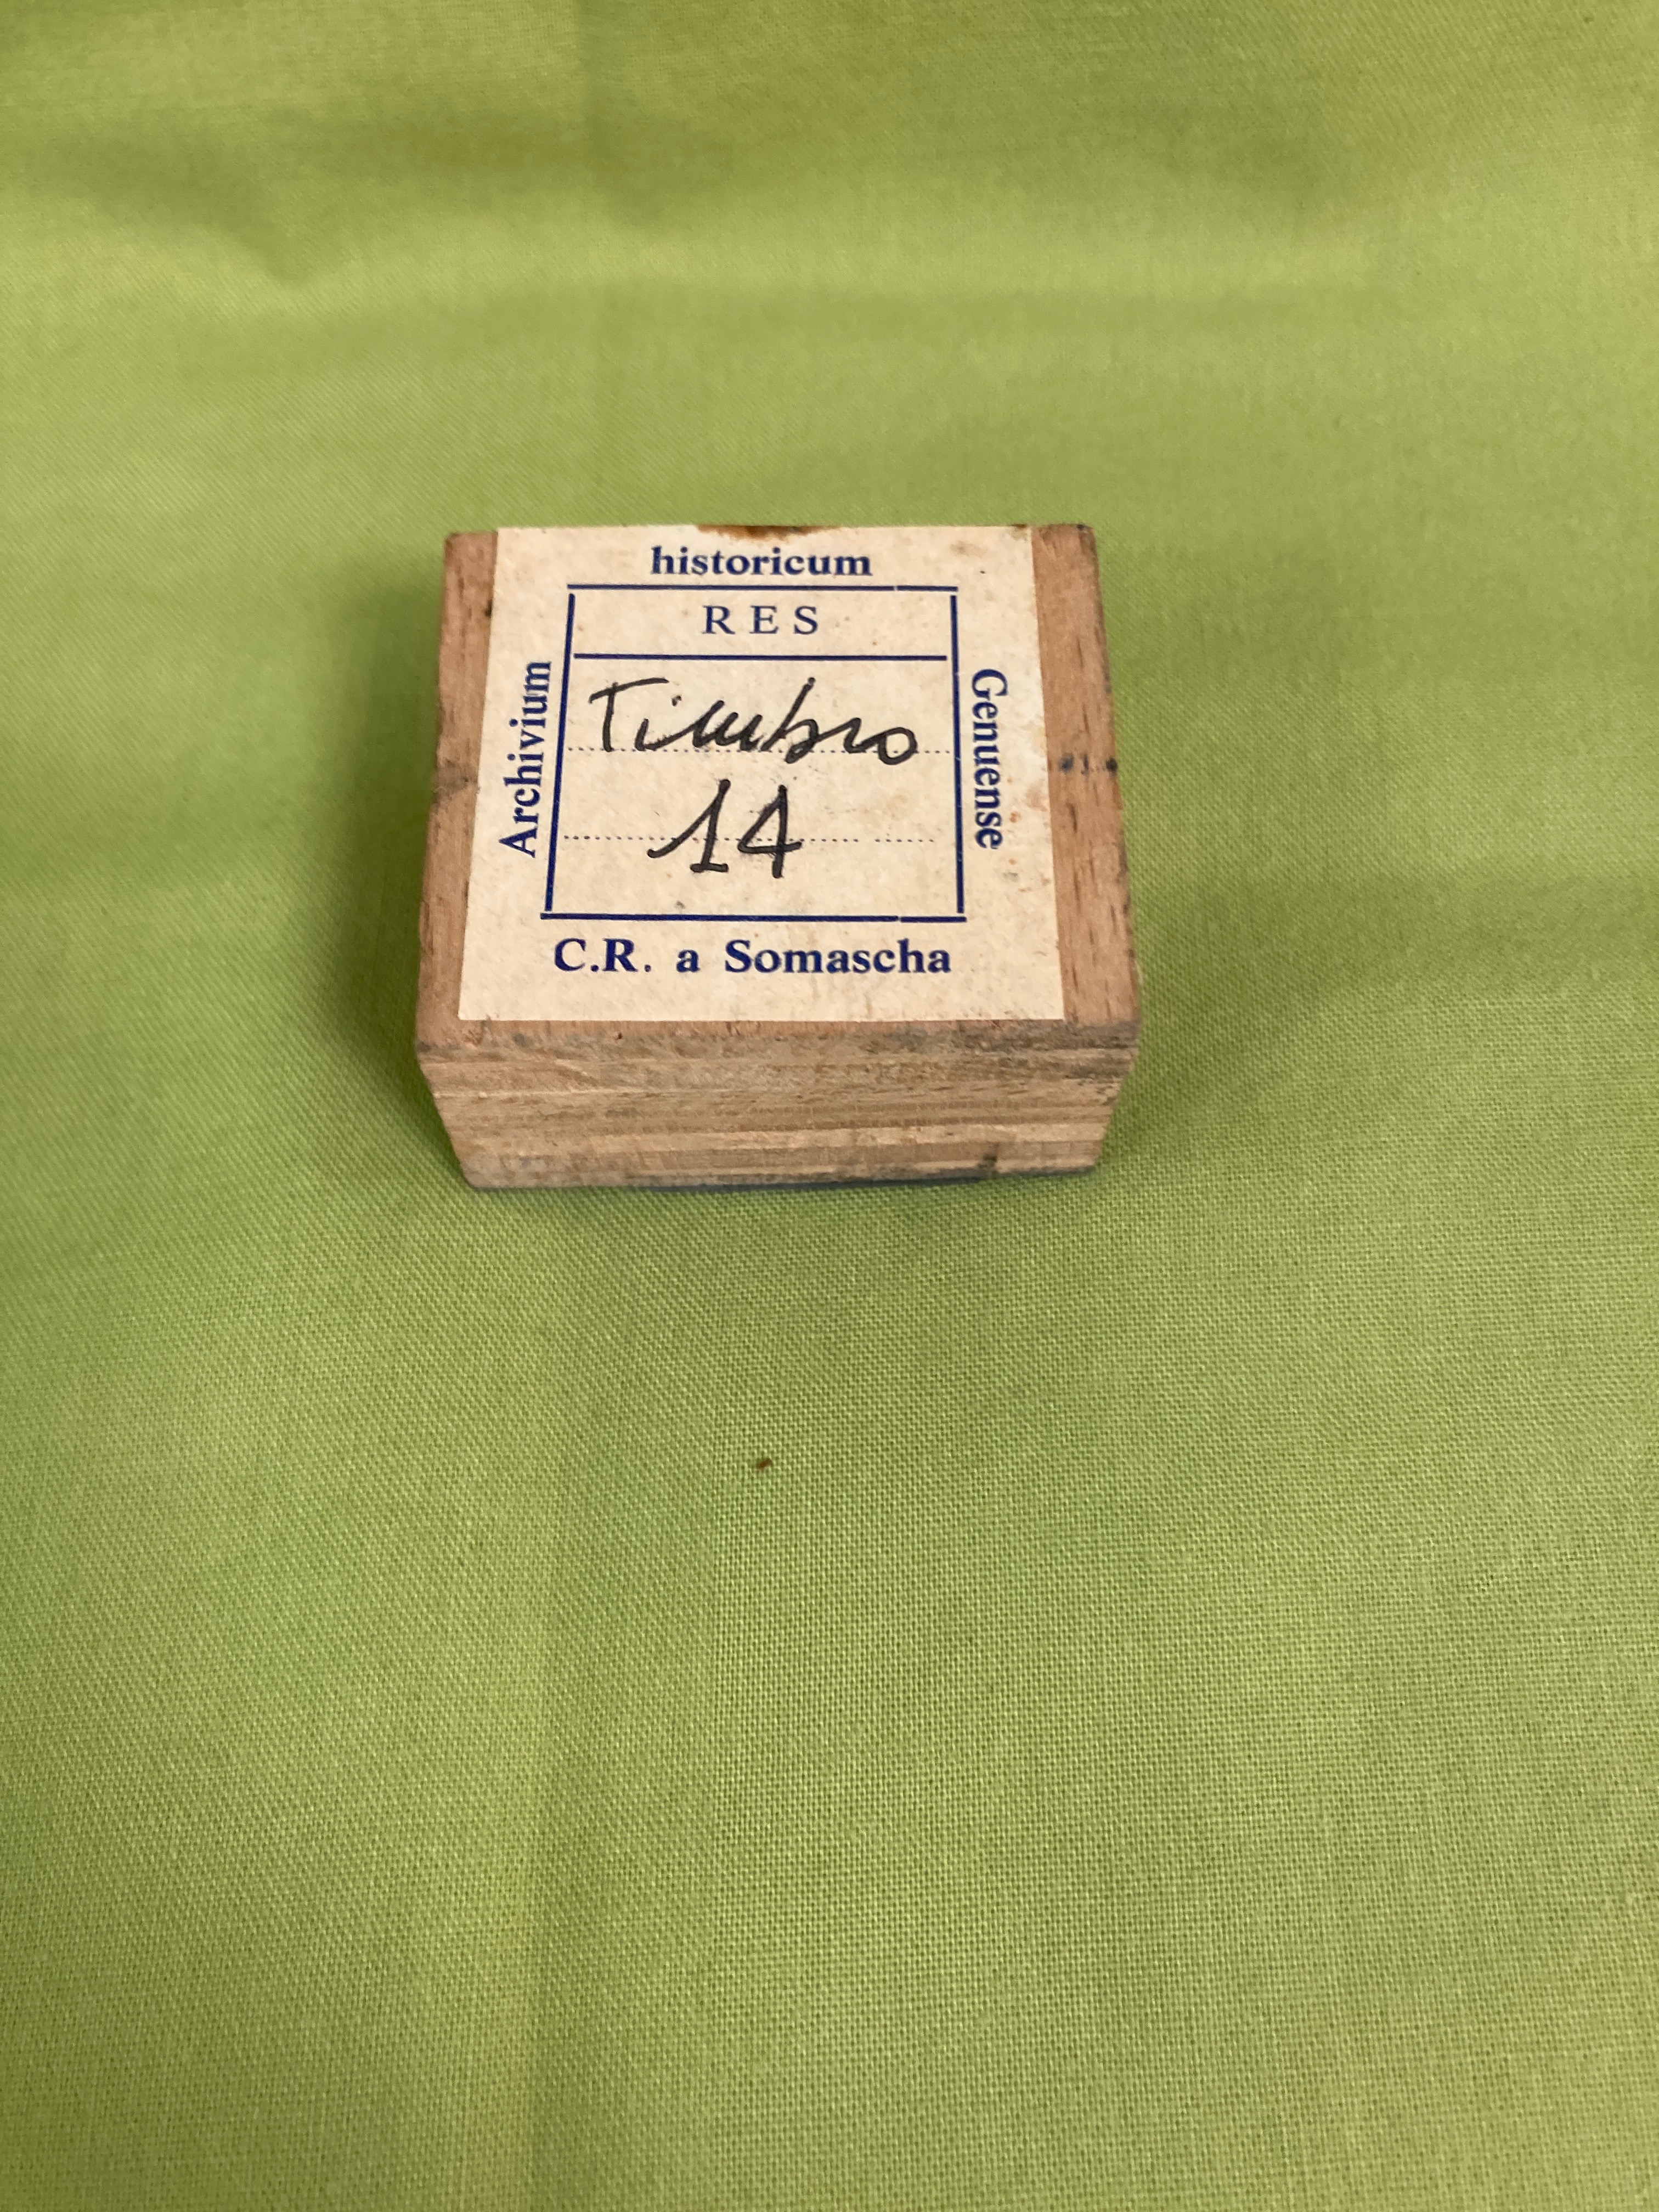 historicum
RES
Archivium
Timbro
14
Genuense
C.R. a Somascha